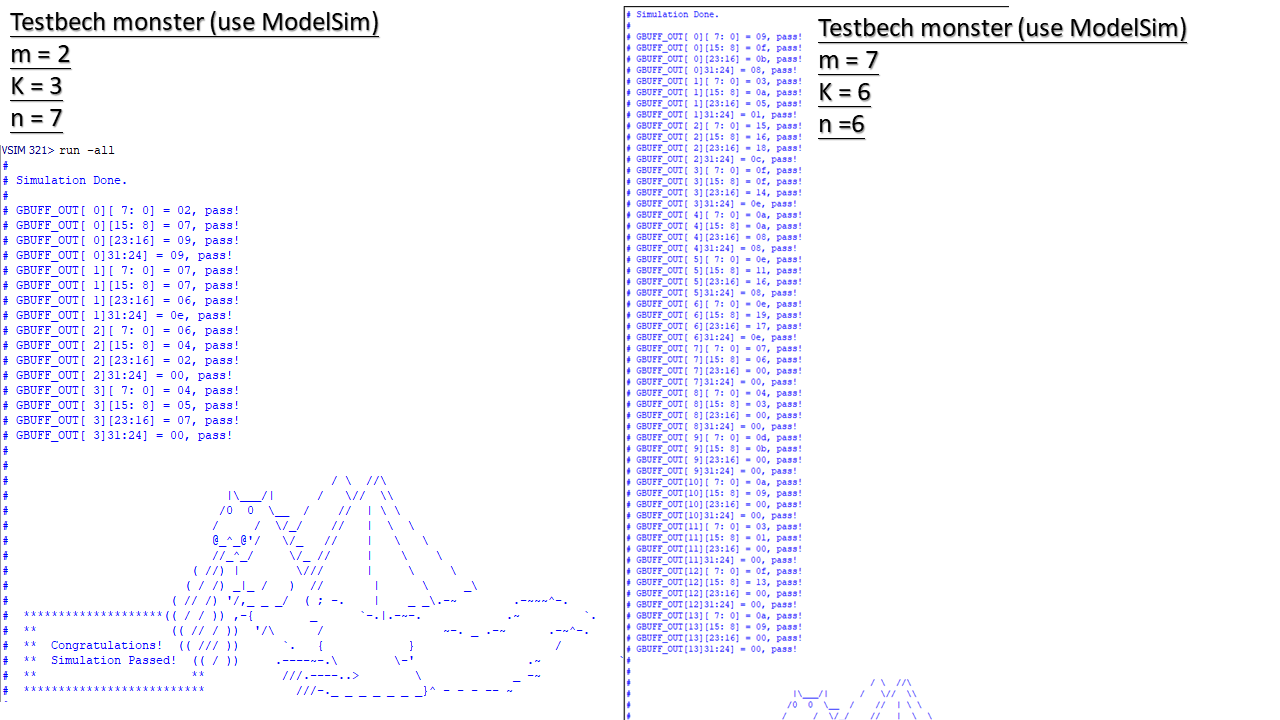 Testbech monster (use ModelSim)
m = 2
K = 3
n = 7
VSIM 321> run -all
#
# Simulation Done.
#
# GBUFF_OUT[ 0][ 7: 0] = 02, pass!
# GBUFF_OUT[ 0][15: 8] = 07, pass!
# GBUFF_OUT[ 0][23:16] = 09, pass!
# GBUFF_OUT[ 0]31:24] = 09, pass!
# GBUFF_OUT[ 1][ 7: 0] = 07, pass!
# GBUFF_OUT[ 1][15: 8] = 07, pass!
# GBUFF_OUT[ 1][23:16] = 06, pass!
# GBUFF_OUT[ 1]31:24] = 0e, pass!
# GBUFF_OUT[ 2][ 7: 0] = 06, pass!
# GBUFF_OUT[ 2][15: 8] = 04, pass!
# GBUFF_OUT[ 2][23:16] = 02, pass!
# GBUFF_OUT[ 2]31:24] = 00, pass!
# GBUFF_OUT[ 3][ 7: 0] = 04, pass!
# GBUFF_OUT[ 3][15: 8] = 05, pass!
# GBUFF_OUT[ 3][23:16] = 07, pass!
# GBUFF_OUT[ 3]31:24] = 00, pass!
# ** Congratulations!
# ** Simulation Passed!
Testbech monster (use ModelSim)
m = 7
K = 6
n =6
# Simulation Done.
#
# GBUFF_OUT[ 0][ 7: 0] = 09, pass!
# GBUFF_OUT[ 0][15: 8] = 0f, pass!
# GBUFF_OUT[ 0][23:16] = 0b, pass!
# GBUFF_OUT[ 0]31:24] = 08, pass!
# GBUFF_OUT[ 1][ 7: 0] = 03, pass!
# GBUFF_OUT[ 1][15: 8] = 0a, pass!
# GBUFF_OUT[ 1][23:16] = 05, pass!
# GBUFF_OUT[ 1]31:24] = 01, pass!
# GBUFF_OUT[ 2][ 7: 0] = 15, pass!
# GBUFF_OUT[ 2][15: 8] = 16, pass!
# GBUFF_OUT[ 2][23:16] = 18, pass!
# GBUFF_OUT[ 2]31:24] = 0c, pass!
# GBUFF_OUT[ 3][ 7: 0] = 0f, pass!
# GBUFF_OUT[ 3][15: 8] = 0f, pass!
# GBUFF_OUT[ 3][23:16] = 14, pass!
# GBUFF_OUT[ 3]31:24] = 0e, pass!
# GBUFF_OUT[ 4][ 7: 0] = 0a, pass!
# GBUFF_OUT[ 4][15: 8] = 0a, pass!
# GBUFF_OUT[ 4][23:16] = 08, pass!
# GBUFF_OUT[ 4]31:24] = 08, pass!
# GBUFF_OUT[ 5][ 7: 0] = 0e, pass!
# GBUFF_OUT[ 5][15: 8] = 11, pass!
# GBUFF_OUT[ 5][23:16] = 16, pass!
# GBUFF_OUT[ 5]31:24] = 08, pass!
# GBUFF_OUT[ 6][ 7: 0] = 0e, pass!
# GBUFF_OUT[ 6][15: 8] = 19, pass!
# GBUFF_OUT[ 6][23:16] = 17, pass!
# GBUFF_OUT[ 6]31:24] = 0e, pass!
# GBUFF_OUT[ 7][ 7: 0] = 07, pass!
# GBUFF_OUT[ 7][15: 8] = 06, pass!
# GBUFF_OUT[ 7][23:16] = 00, pass!
# GBUFF_OUT[ 7]31:24] = 00, pass!
# GBUFF_OUT[ 8][ 7: 0] = 04, pass!
# GBUFF_OUT[ 8][15: 8] = 03, pass!
# GBUFF_OUT[ 8][23:16] = 00, pass!
# GBUFF_OUT[ 8]31:24] = 00, pass!
# GBUFF_OUT[ 9][ 7: 0] = 0d, pass!
# GBUFF_OUT[ 9][15: 8] = 0b, pass!
# GBUFF_OUT[ 9][23:16] = 00, pass!
# GBUFF_OUT[ 9]31:24] = 00, pass!
# GBUFF_OUT[10][ 7: 0] = 0a, pass!
# GBUFF_OUT[10][15: 8] = 09, pass!
# GBUFF_OUT[10][23:16] = 00, pass!
# GBUFF_OUT[10]31:24] = 00, pass!
# GBUFF_OUT[11][ 7: 0] = 03, pass!
# GBUFF_OUT[11][15: 8] = 01, pass!
# GBUFF_OUT[11][23:16] = 00, pass!
# GBUFF_OUT[11]31:24] = 00, pass!
# GBUFF_OUT[12][ 7: 0] = 0f, pass!
# GBUFF_OUT[12][15: 8] = 13, pass!
# GBUFF_OUT[12][23:16] = 00, pass!
# GBUFF_OUT[12]31:24] = 00, pass!
# GBUFF_OUT[13][ 7: 0] = 0a, pass!
# GBUFF_OUT[13][15: 8] = 09, pass!
# GBUFF_OUT[13][23:16] = 00, pass!
# GBUFF_OUT[13]31:24] = 00, pass!